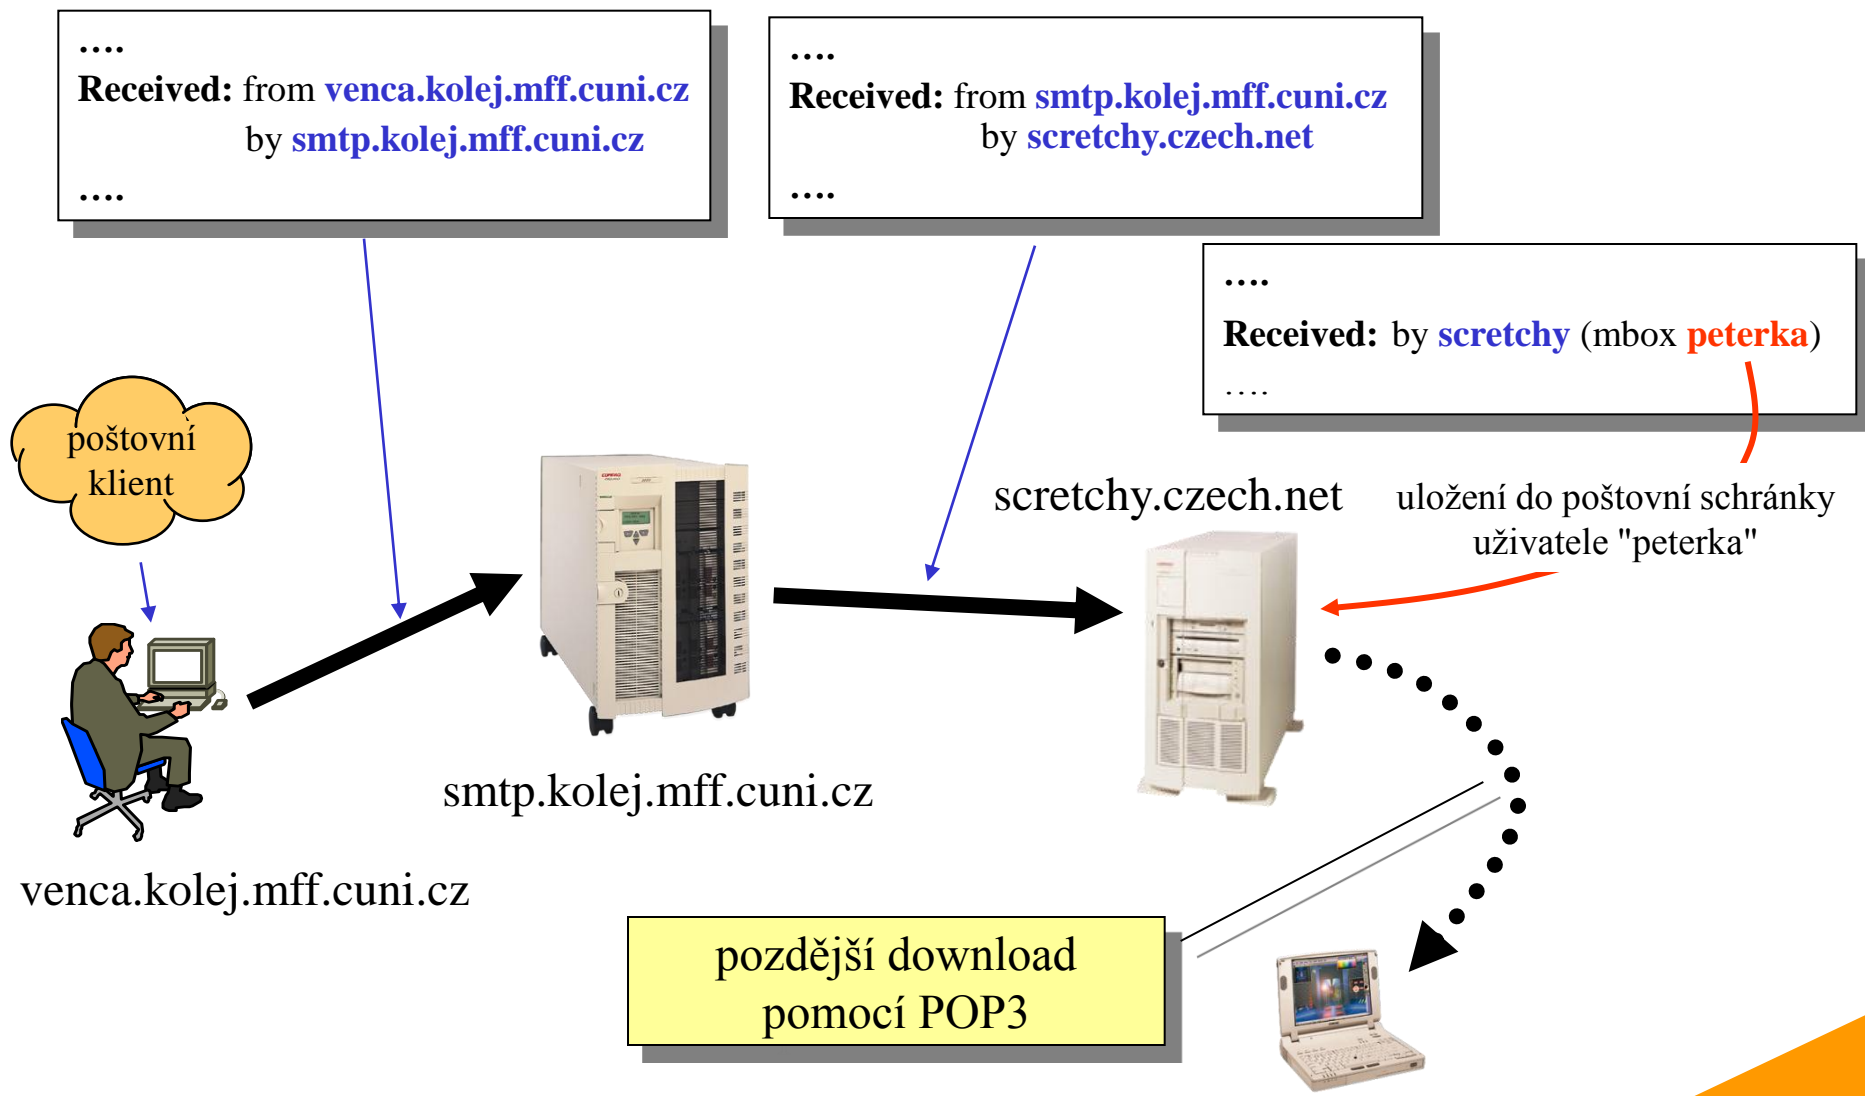 ….
Received: from venca.kolej.mff.cuni.cz
by smtp.kolej.mff.cuni.cz
….
….
Received: from smtp.kolej.mff.cuni.cz
by scretchy.czech.net
….
….
Received: by scretchy (mbox peterka)
….
poštovní
klient
scretchy.czech.net
uložení do poštovní schránky
uživatele "peterka"
smtp.kolej.mff.cuni.cz
venca.kolej.mff.cuni.cz
pozdější download
pomocí POP3